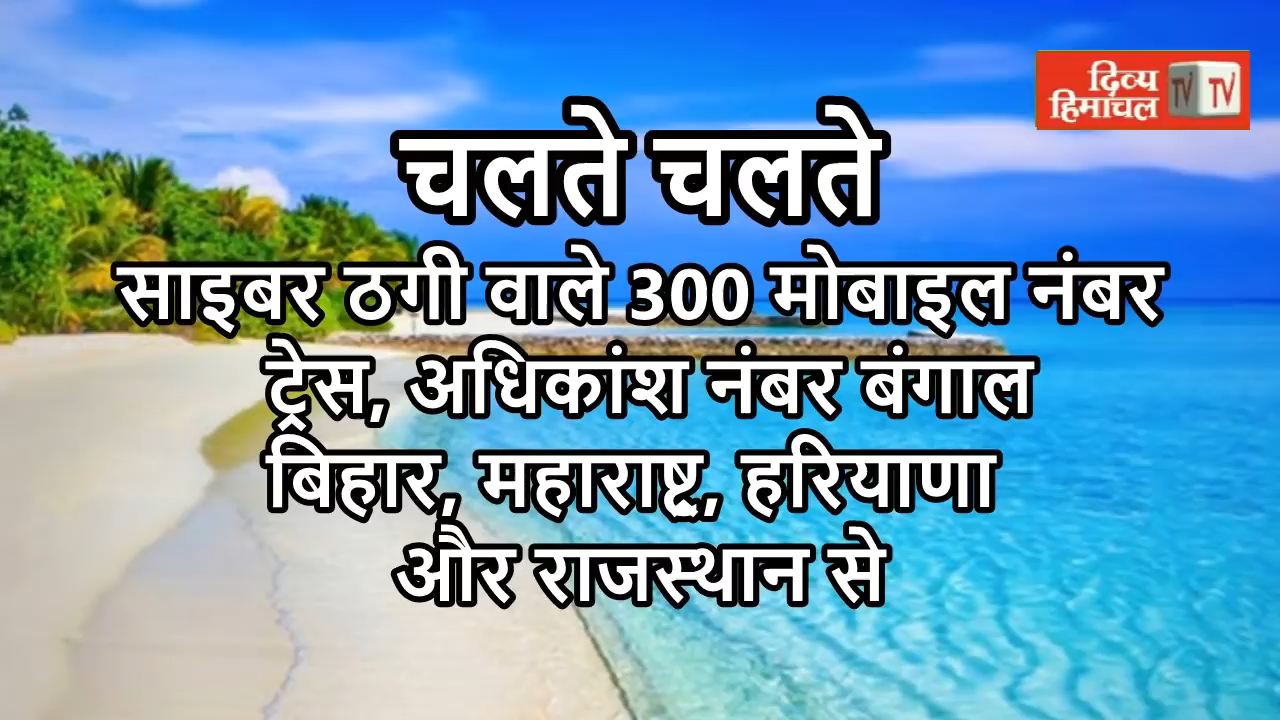 दिव्य
हिमाचल
TV TV
चलते चलते
साइबर ठगी वाले 300 मोबाइल नंबर
ट्रेस, अधिकांश नंबर बंगाल
बिहार, महाराष्ट्र, हरियाणा
और राजस्थान से